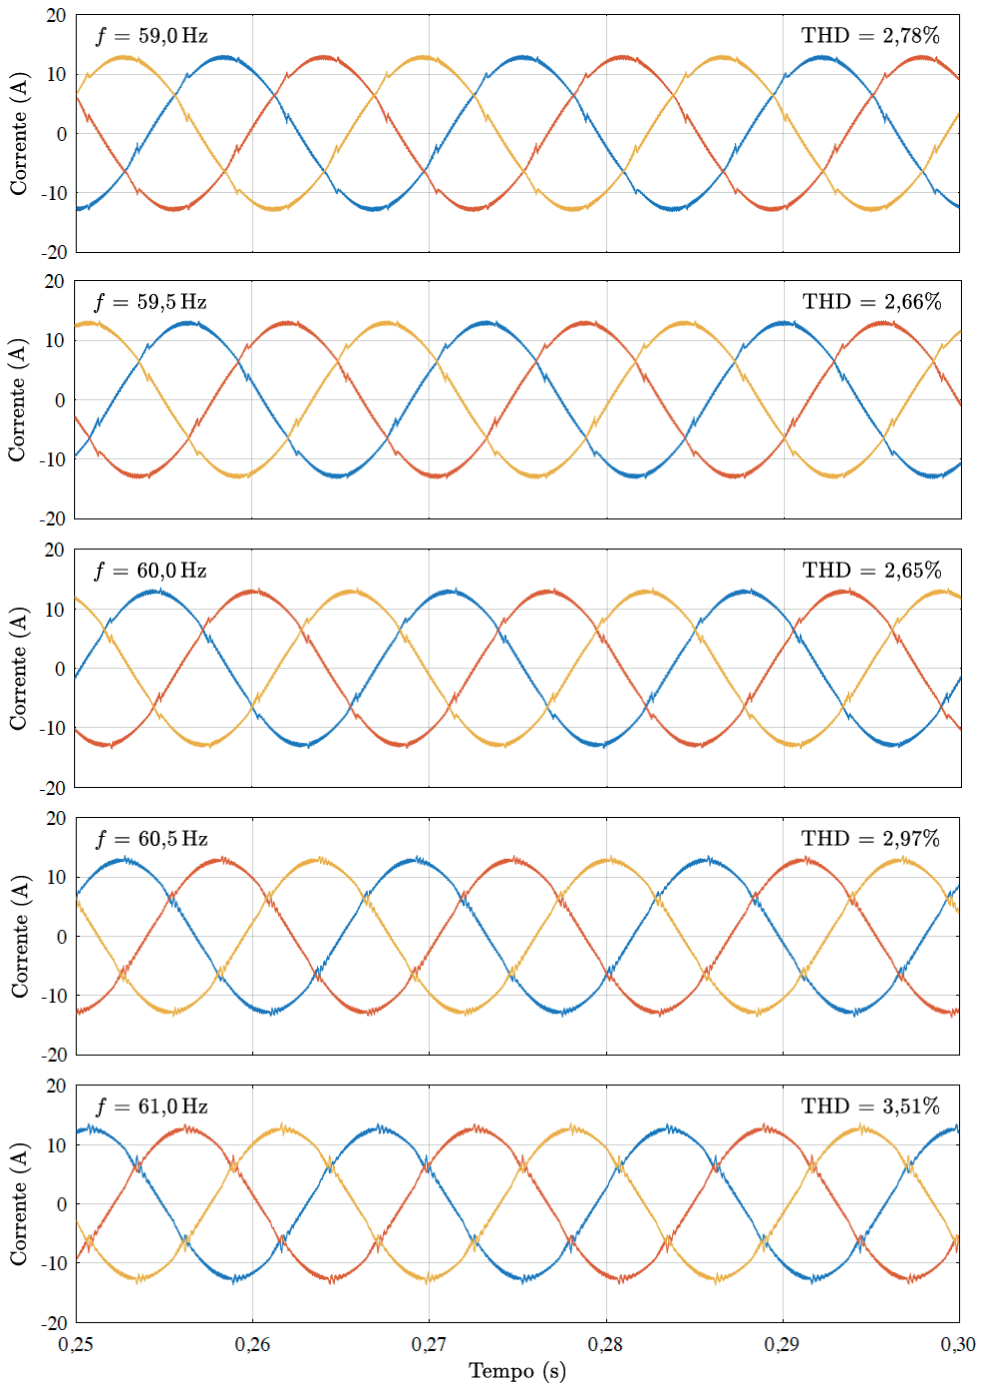 20
f = 59,0 Hz
THD = 2,78%
10
0
-10
-20
Corrente (A)
20
f = 59,5 Hz
THD = 2,66%
10
0
-10
-20
Corrente (A)
20
f = 60,0 Hz
THD = 2,65%
10
0
-10
-20
Corrente (A)
20
f = 60,5 Hz
THD = 2,97%
10
0
-10
-20
Corrente (A)
20
f = 61,0 Hz
THD = 3,51%
10
0
-10
-20
Corrente (A)
0,25 0,26 0,27 0,28 0,29 0,30
Tempo (s)